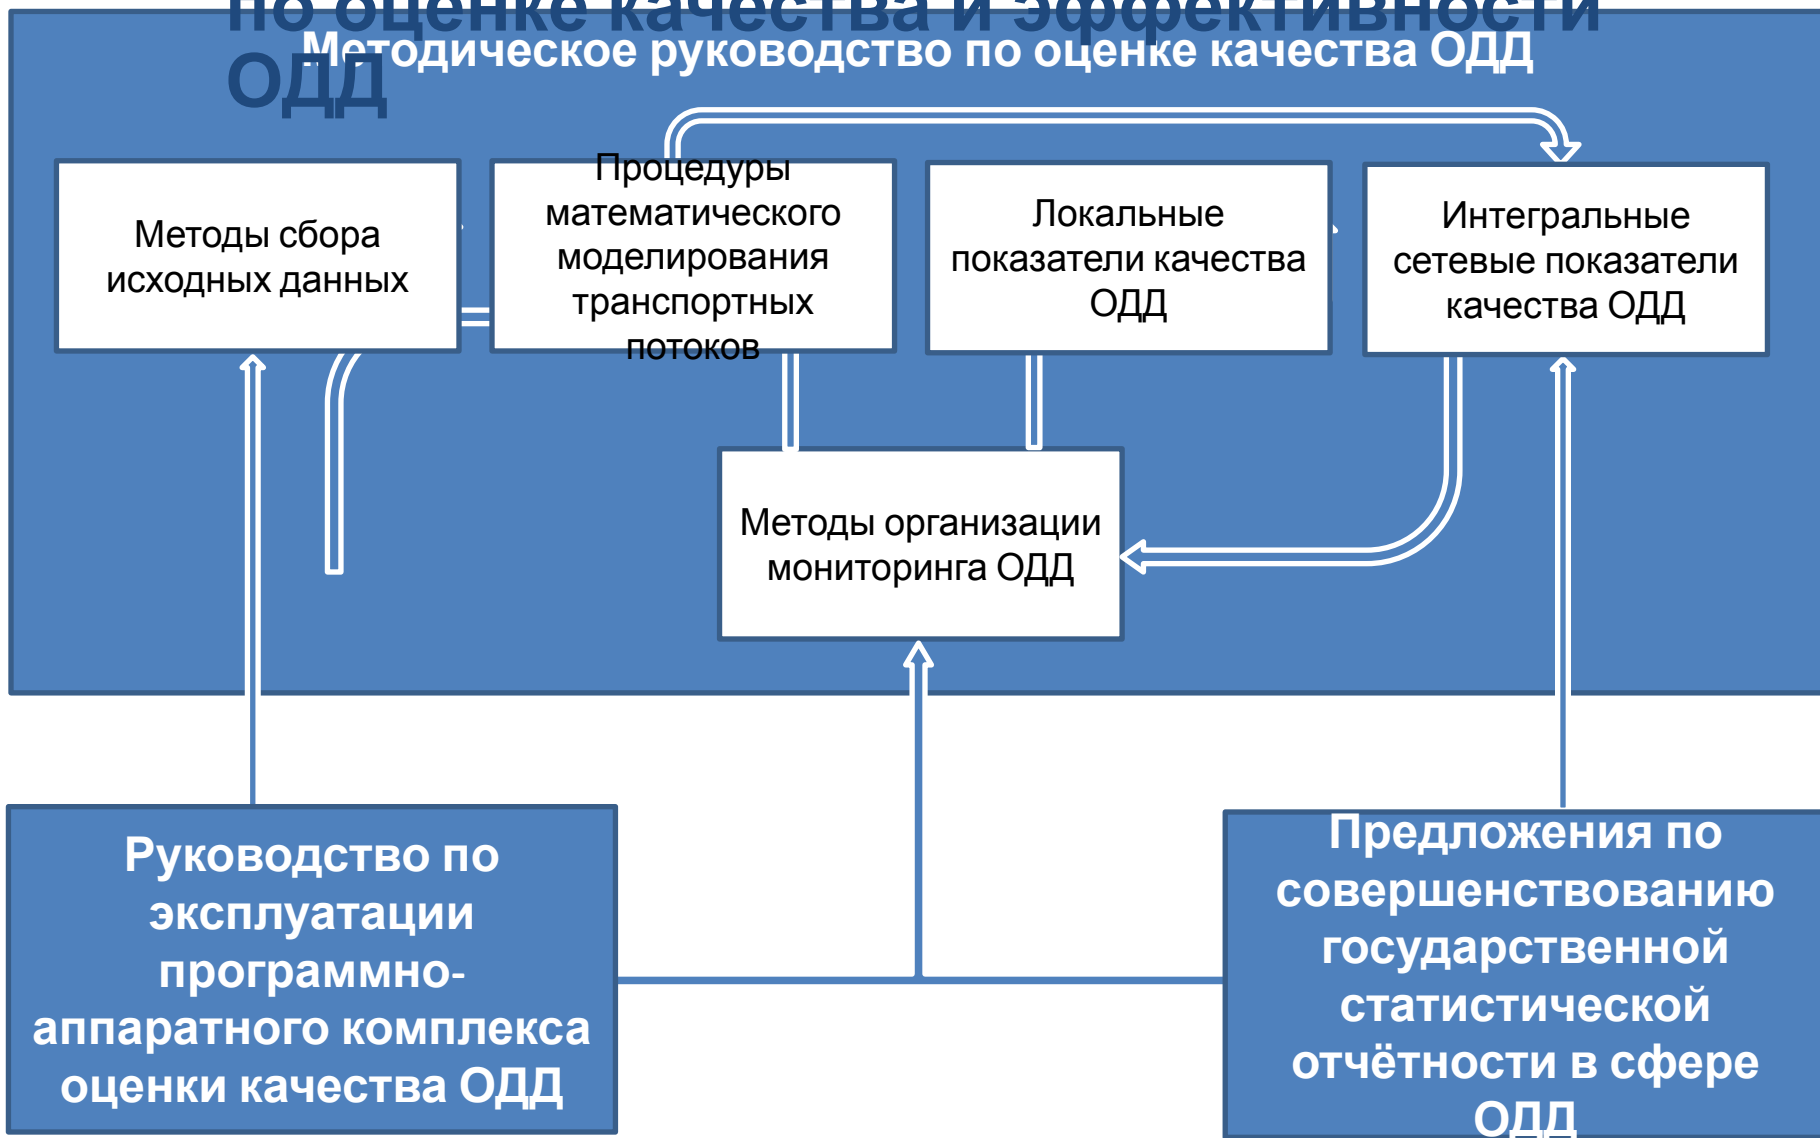 по оценке качества и эффективности
ОДД
Методическое руководство по оценке качества ОДД
Методы сбора
исходных данных
Процедуры
математического
моделирования
транспортных
потоков
Локальные
показатели качества
ОДД
Интегральные
сетевые показатели
качества ОДД
Методы организации
мониторинга ОДД
Руководство по
эксплуатации
программно-
аппаратного комплекса
оценки качества ОДД
Предложения по
совершенствованию
государственной
статистической
отчётности в сфере
ОДД